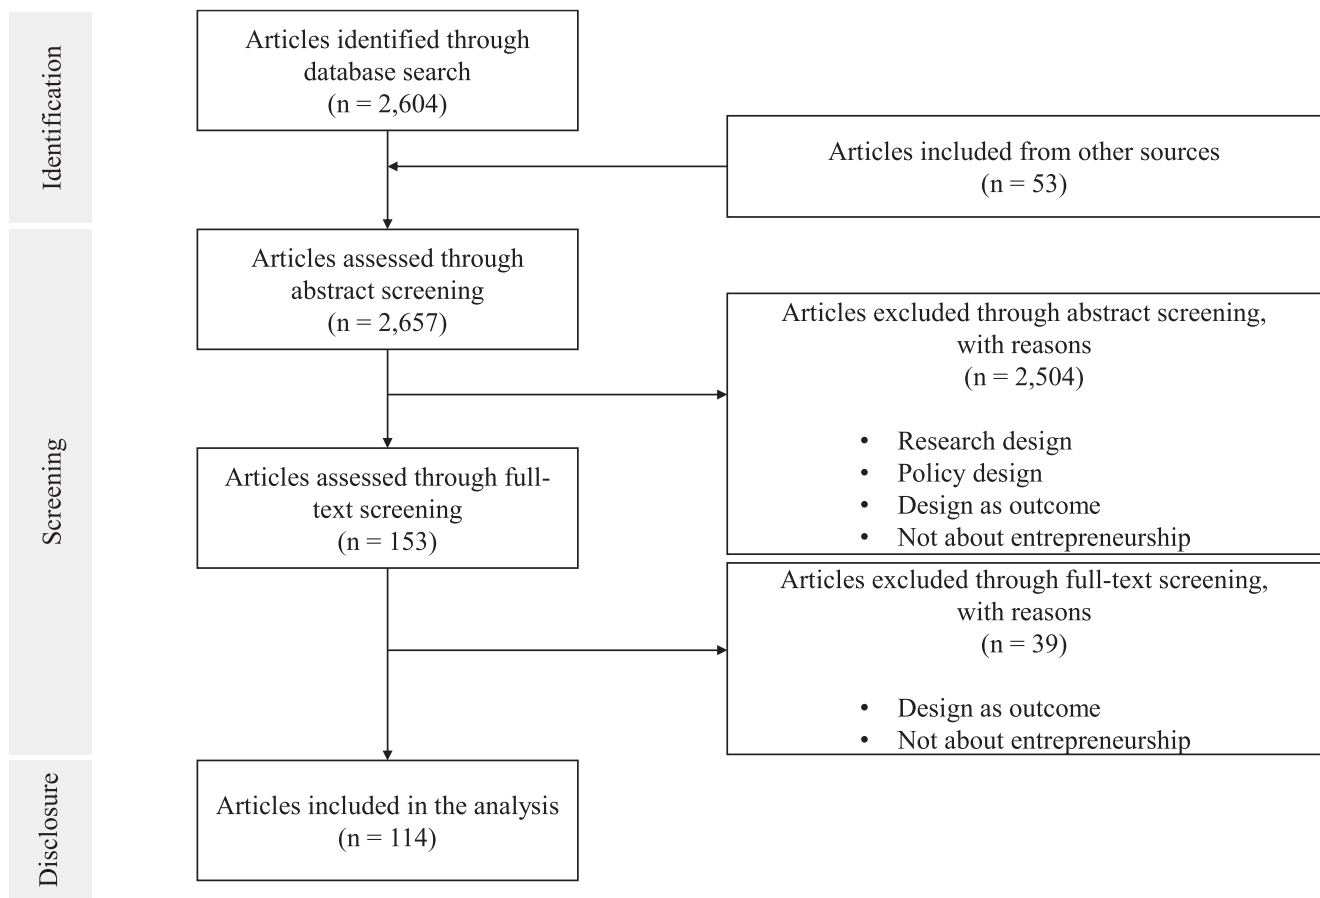 Identification
Articles identified through
database search
(n = 2,604)
Articles included from other sources
(n = 53)
Screening
Articles assessed through
abstract screening
(n = 2,657)
Articles excluded through abstract screening,
with reasons
(n = 2,504)
• Research design
• Policy design
• Design as outcome
• Not about entrepreneurship
Articles assessed through full-
text screening
(n = 153)
Articles excluded through full-text screening,
with reasons
(n = 39)
• Design as outcome
• Not about entrepreneurship
Disclosure
Articles included in the analysis
(n = 114)